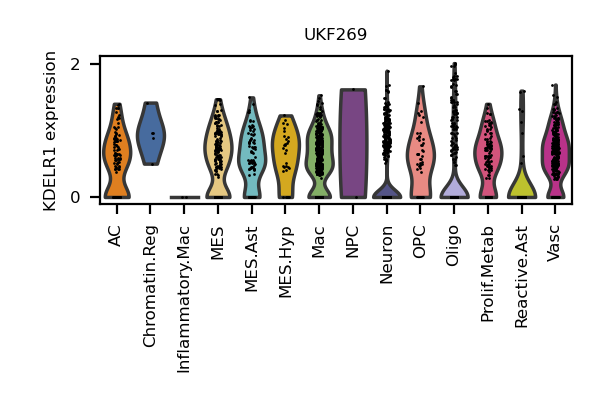 UKF269
KDELR1 expression
2
0
AC
Chromatin.Reg
Inflammatory.Mac
MES
MES.Ast
MES.Hyp
Mac
NPC
Neuron
OPC
Oligo
Prolif.Metab
Reactive.Ast
Vasc